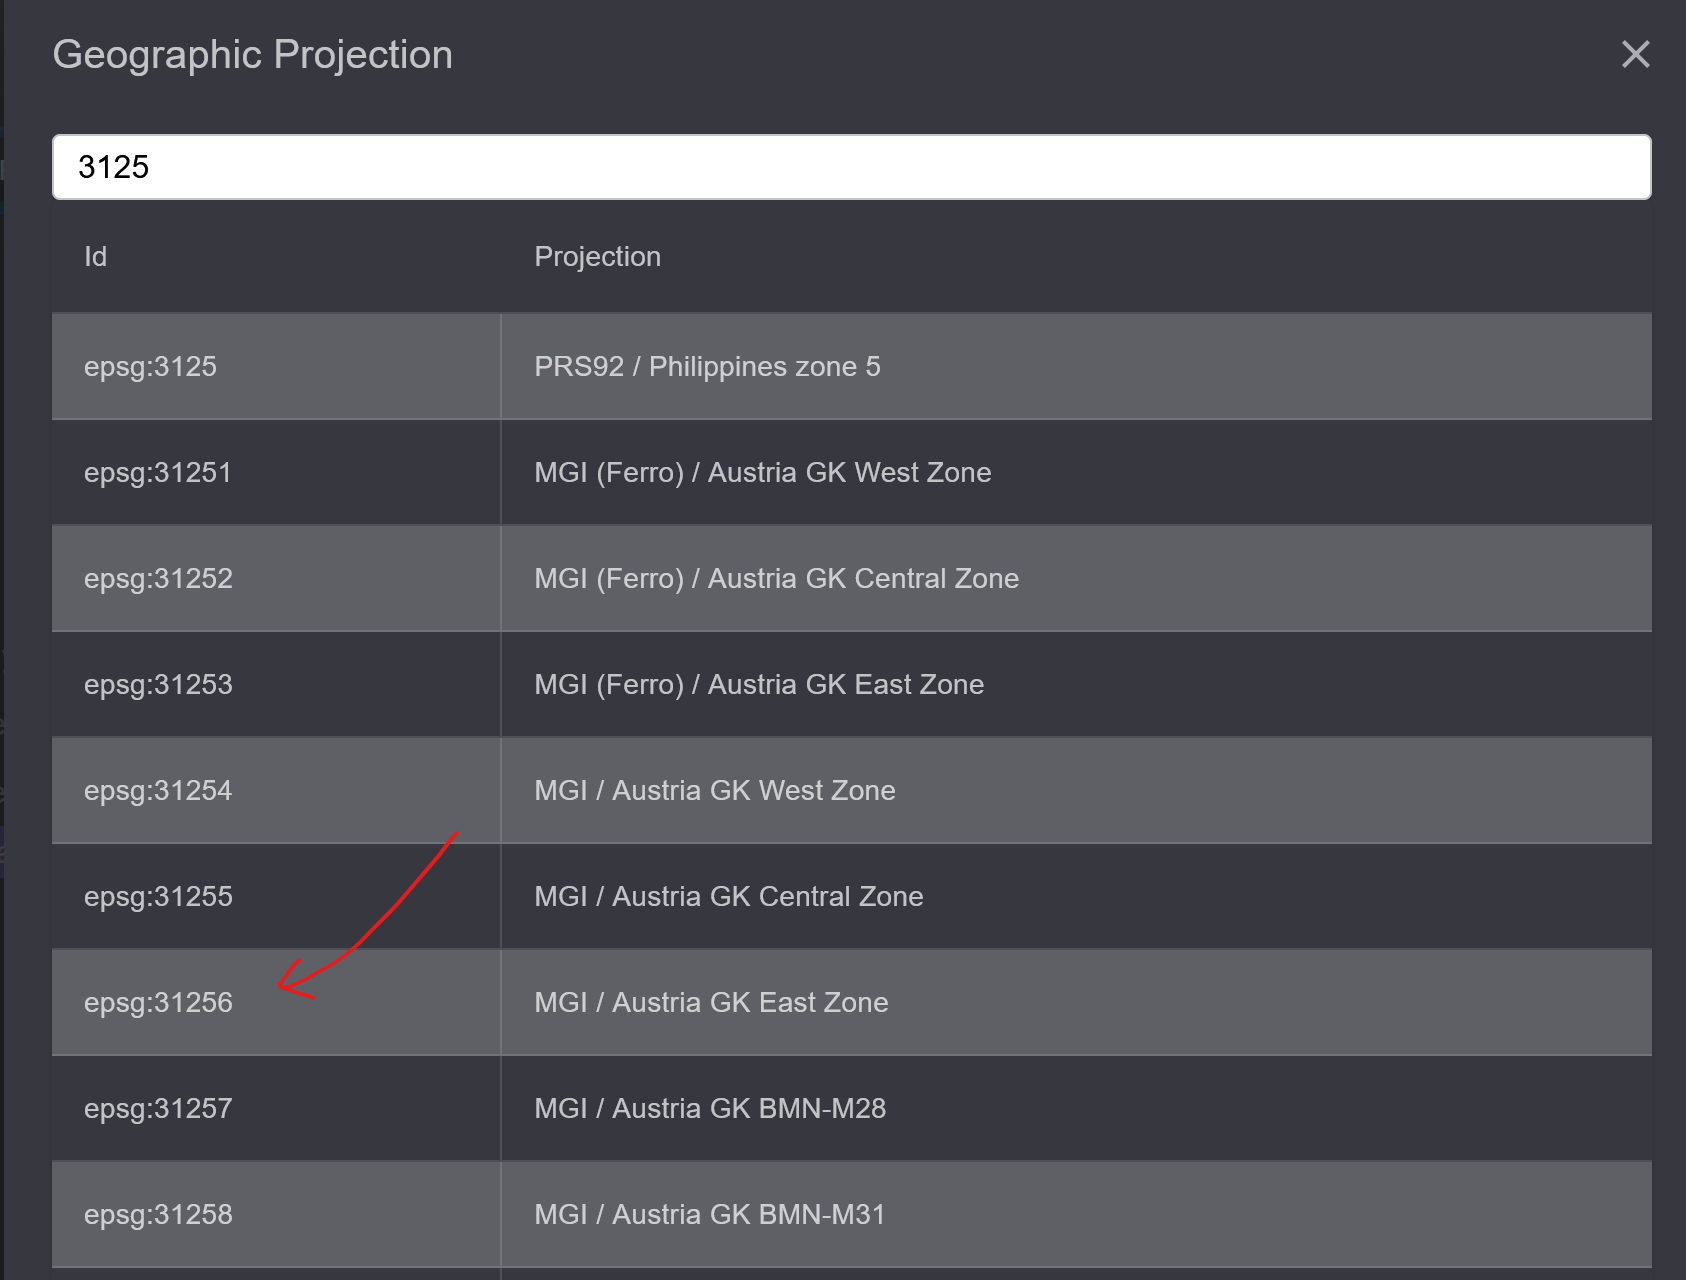 Geographic Projection
3125
Id Projection
epsg:3125 PRS92 / Philippines zone 5
epsg:31251 MGI (Ferro) / Austria GK West Zone
epsg:31252 MGI (Ferro) / Austria GK Central Zone
epsg:31253 MGI (Ferro) / Austria GK East Zone
epsg:31254 MGI / Austria GK West Zone
epsg:31255 MGI / Austria GK Central Zone
epsg:31256 MGI / Austria GK East Zone
epsg:31257 MGI / Austria GK BMN-M28
epsg:31258 MGI / Austria GK BMN-M31